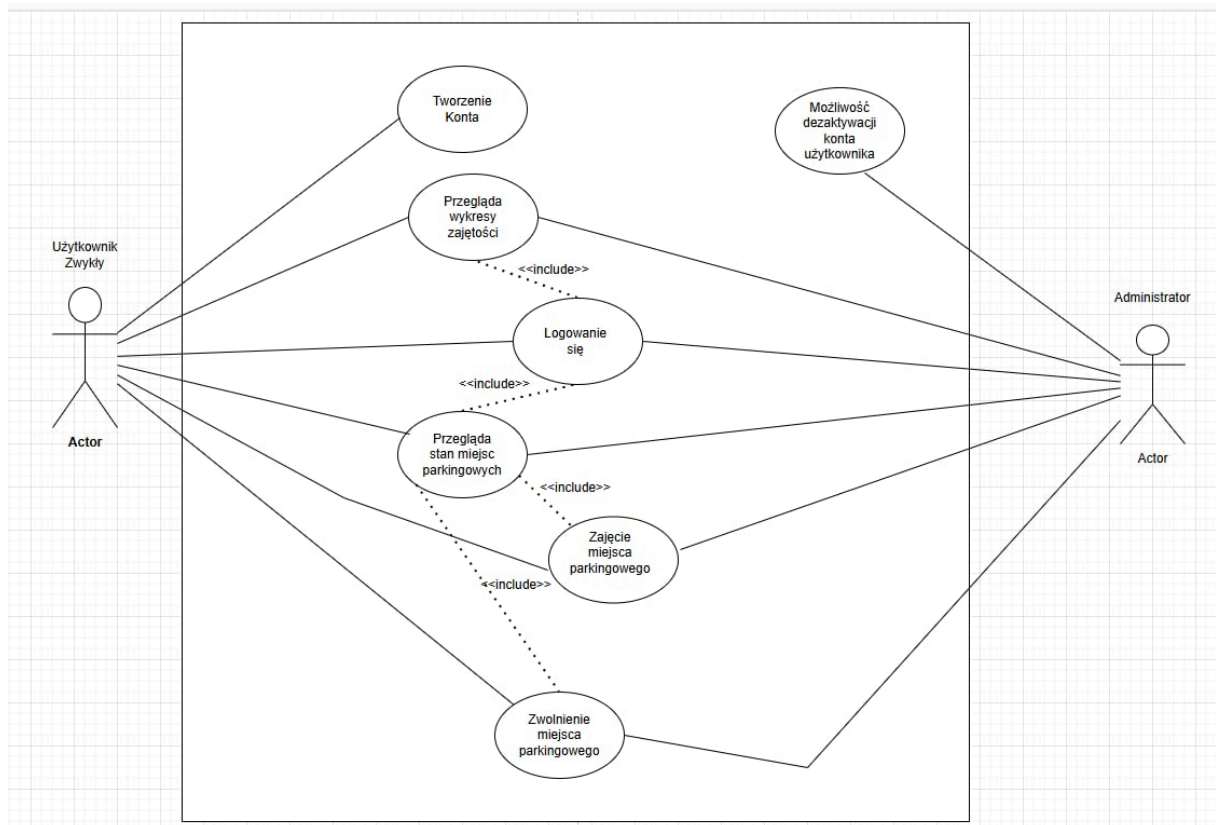 Tworzenie
Konta
Możliwość
dezaktywacji
konta
użytkownika
Przegląda
wykresy
zajętości
Użytkownik
Zwykły
<<include>>
Administrator
Logowanie
się
<<include>>
Actor
Przegląda
stan miejsc
parkingowych
Actor
<<include>>
Zajęcie
miejsca
parkingowego
<<include>>
Zwolnienie
miejsca
parkingowego